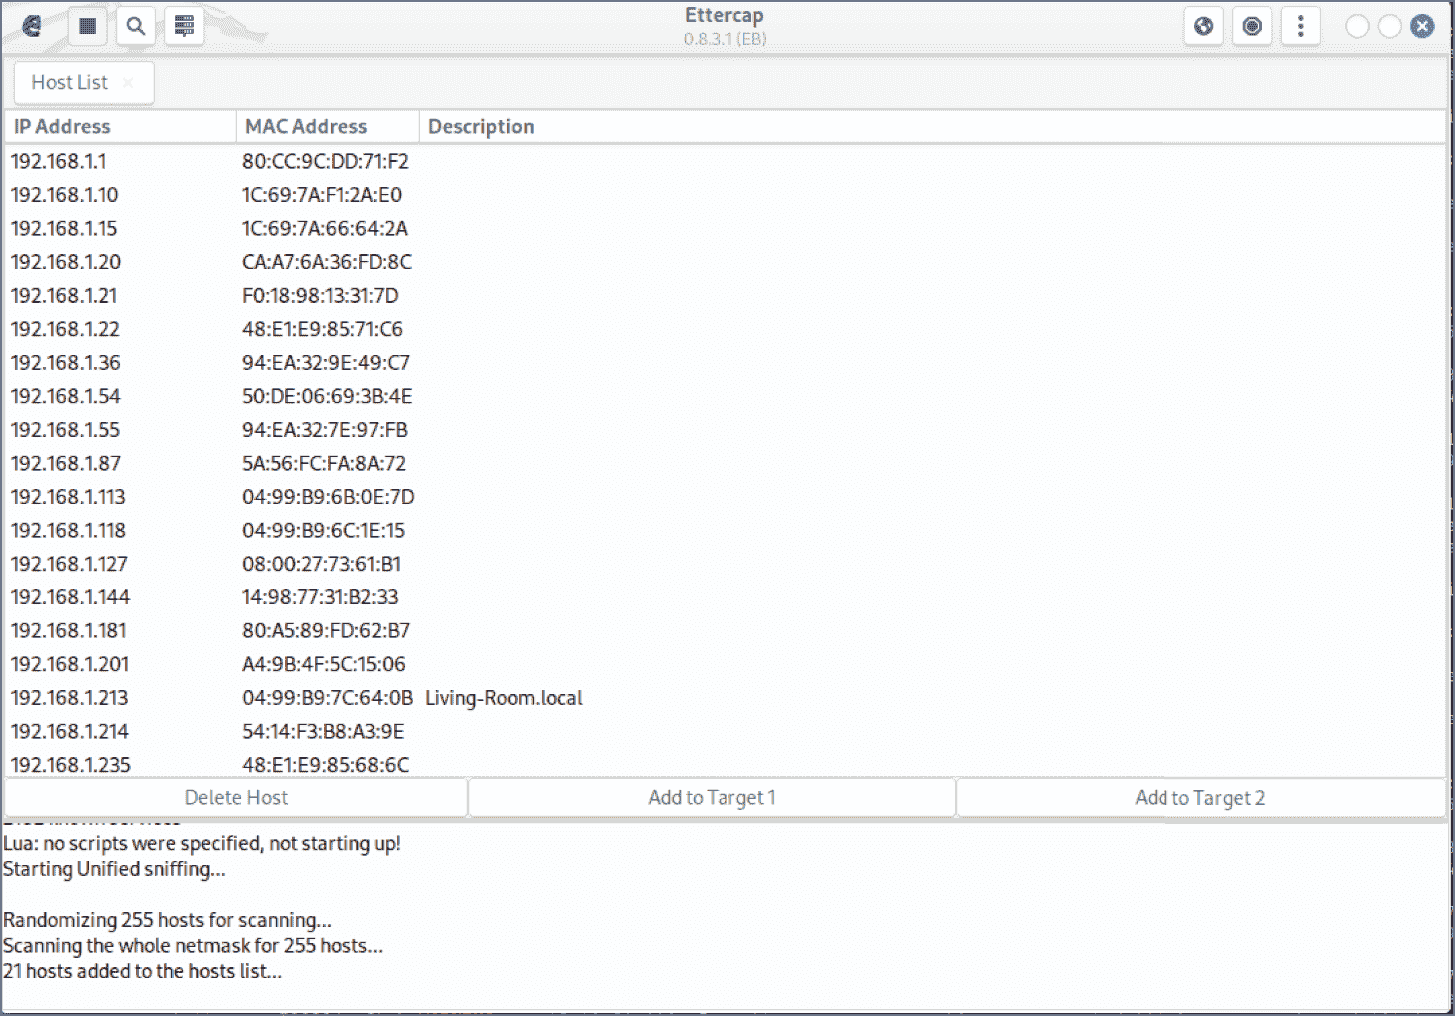 Ettercap
0.8.3.1 (EB)
Host List ×
IP Address MAC Address Description
192.168.1.1 80:CC:9C:DD:71:F2
192.168.1.10 1C:69:7A:F1:2A:E0
192.168.1.15 1C:69:7A:66:64:2A
192.168.1.20 CA:A7:6A:36:FD:8C
192.168.1.21 F0:18:98:13:31:7D
192.168.1.22 48:E1:E9:85:71:C6
192.168.1.36 94:EA:32:9E:49:C7
192.168.1.54 50:DE:06:69:3B:4E
192.168.1.55 94:EA:32:7E:97:FB
192.168.1.87 5A:56:FC:FA:8A:72
192.168.1.113 04:99:B9:6B:0E:7D
192.168.1.118 04:99:B9:6C:1E:15
192.168.1.127 08:00:27:73:61:B1
192.168.1.144 14:98:77:31:B2:33
192.168.1.181 80:A5:89:FD:62:B7
192.168.1.201 A4:9B:4F:5C:15:06
192.168.1.213 04:99:B9:7C:64:0B Living-Room.local
192.168.1.214 54:14:F3:B8:A3:9E
192.168.1.235 48:E1:E9:85:68:6C
Delete Host Add to Target 1 Add to Target 2
Lua: no scripts were specified, not starting up!
Starting Unified sniffing...
Randomizing 255 hosts for scanning...
Scanning the whole netmask for 255 hosts...
21 hosts added to the hosts list...